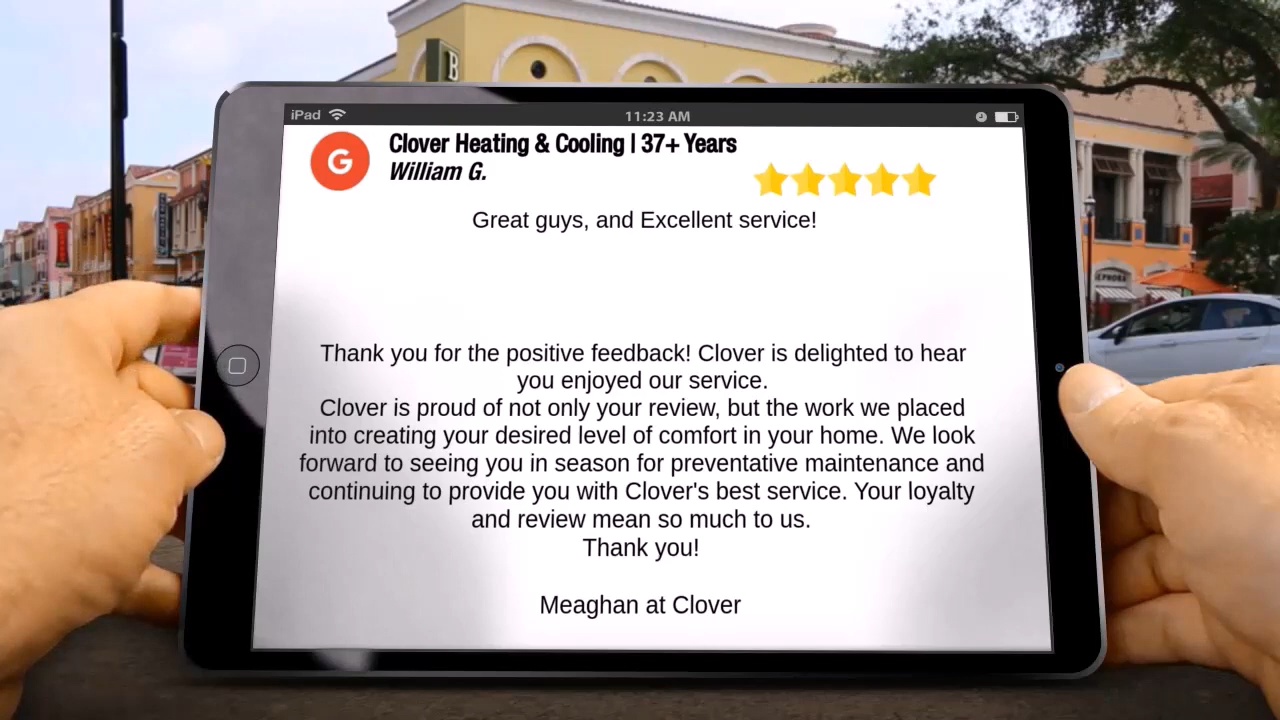 B
iPad 11:23 AM
G
Clover Heating & Cooling | 37+ Years
William G.
Great guys, and Excellent service!
Thank you for the positive feedback! Clover is delighted to hear
you enjoyed our service.
Clover is proud of not only your review, but the work we placed
into creating your desired level of comfort in your home. We look
forward to seeing you in season for preventative maintenance and
continuing to provide you with Clover's best service. Your loyalty
and review mean so much to us.
Thank you!
Meaghan at Clover
SEPHORA